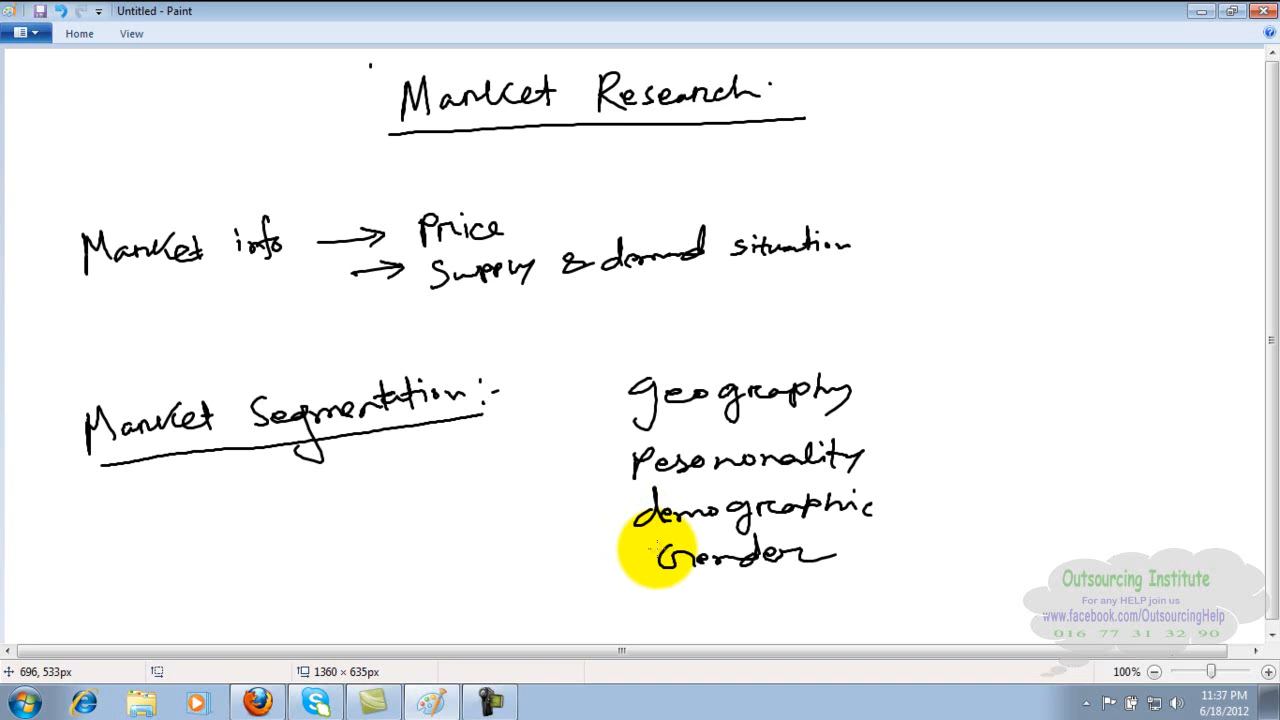 Untitled - Paint
Home View
Market Research
Market info → Price
→ Supply & demand situation
Market Segmentation :-
Geography
Pesononality
demographic
Gender
Outsourcing Institute
For any HELP join us
www.facebook.com/OutsourcingHelp
016 77 31 32 90
696, 533px 1360 × 635px 100%
11:37 PM
6/18/2012